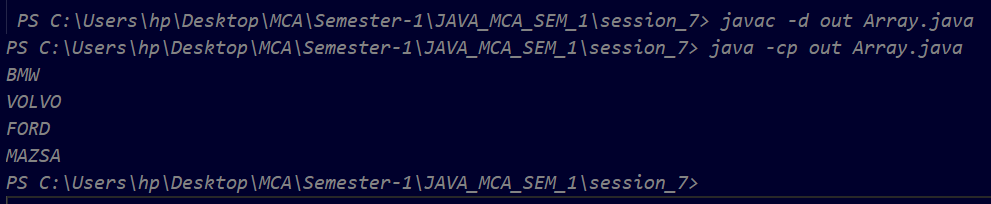 PS C:\Users\hp\Desktop\MCA\Semester-1\JAVA_MCA_SEM_1\session_7> javac -d out Array.java
PS C:\Users\hp\Desktop\MCA\Semester-1\JAVA_MCA_SEM_1\session_7> java -cp out Array.java
BMW
VOLVO
FORD
MAZSA
PS C:\Users\hp\Desktop\MCA\Semester-1\JAVA_MCA_SEM_1\session_7>